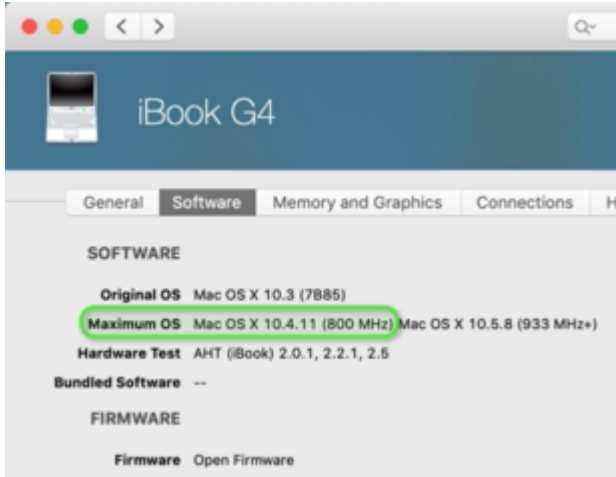 iBook G4
General Software Memory and Graphics Connections H
SOFTWARE
Original OS Mac OS X 10.3 (7B85)
Maximum OS Mac OS X 10.4.11 (800 MHz) Mac OS X 10.5.8 (933 MHz+)
Hardware Test AHT (iBook) 2.0.1, 2.2.1, 2.5
Bundled Software --
FIRMWARE
Firmware Open Firmware